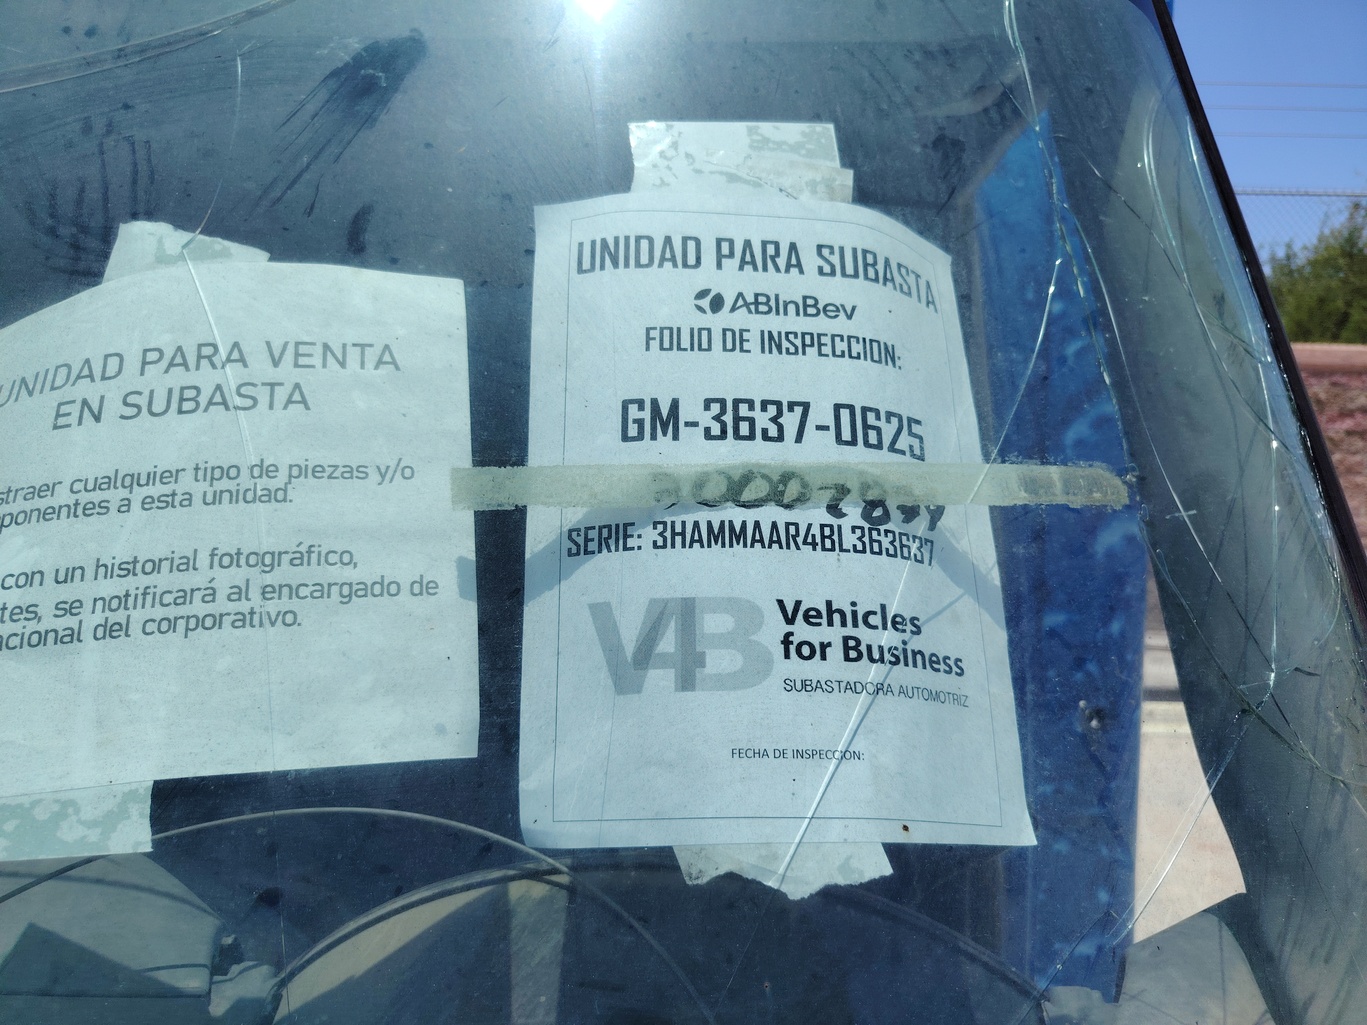 UNIDAD PARA VENTA
EN SUBASTA
straer cualquier tipo de piezas y/o
ponentes a esta unidad.
con un historial fotográfico,
tes, se notificará al encargado de
acional del corporativo.
UNIDAD PARA SUBASTA
ABInBev
FOLIO DE INSPECCION:
GM-3637-0625
SERIE: 3HAMMAAR4BL363637
V4B
Vehicles
for Business
SUBASTADORA AUTOMOTRIZ
FECHA DE INSPECCION: